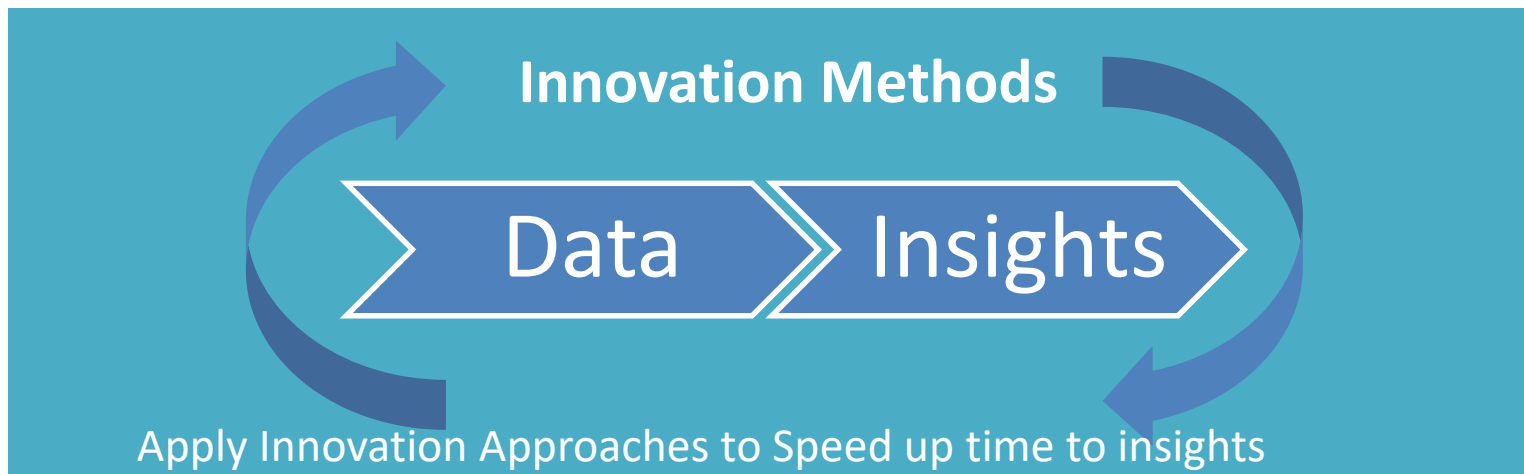 Innovation Methods
Data Insights
Apply Innovation Approaches to Speed up time to insights